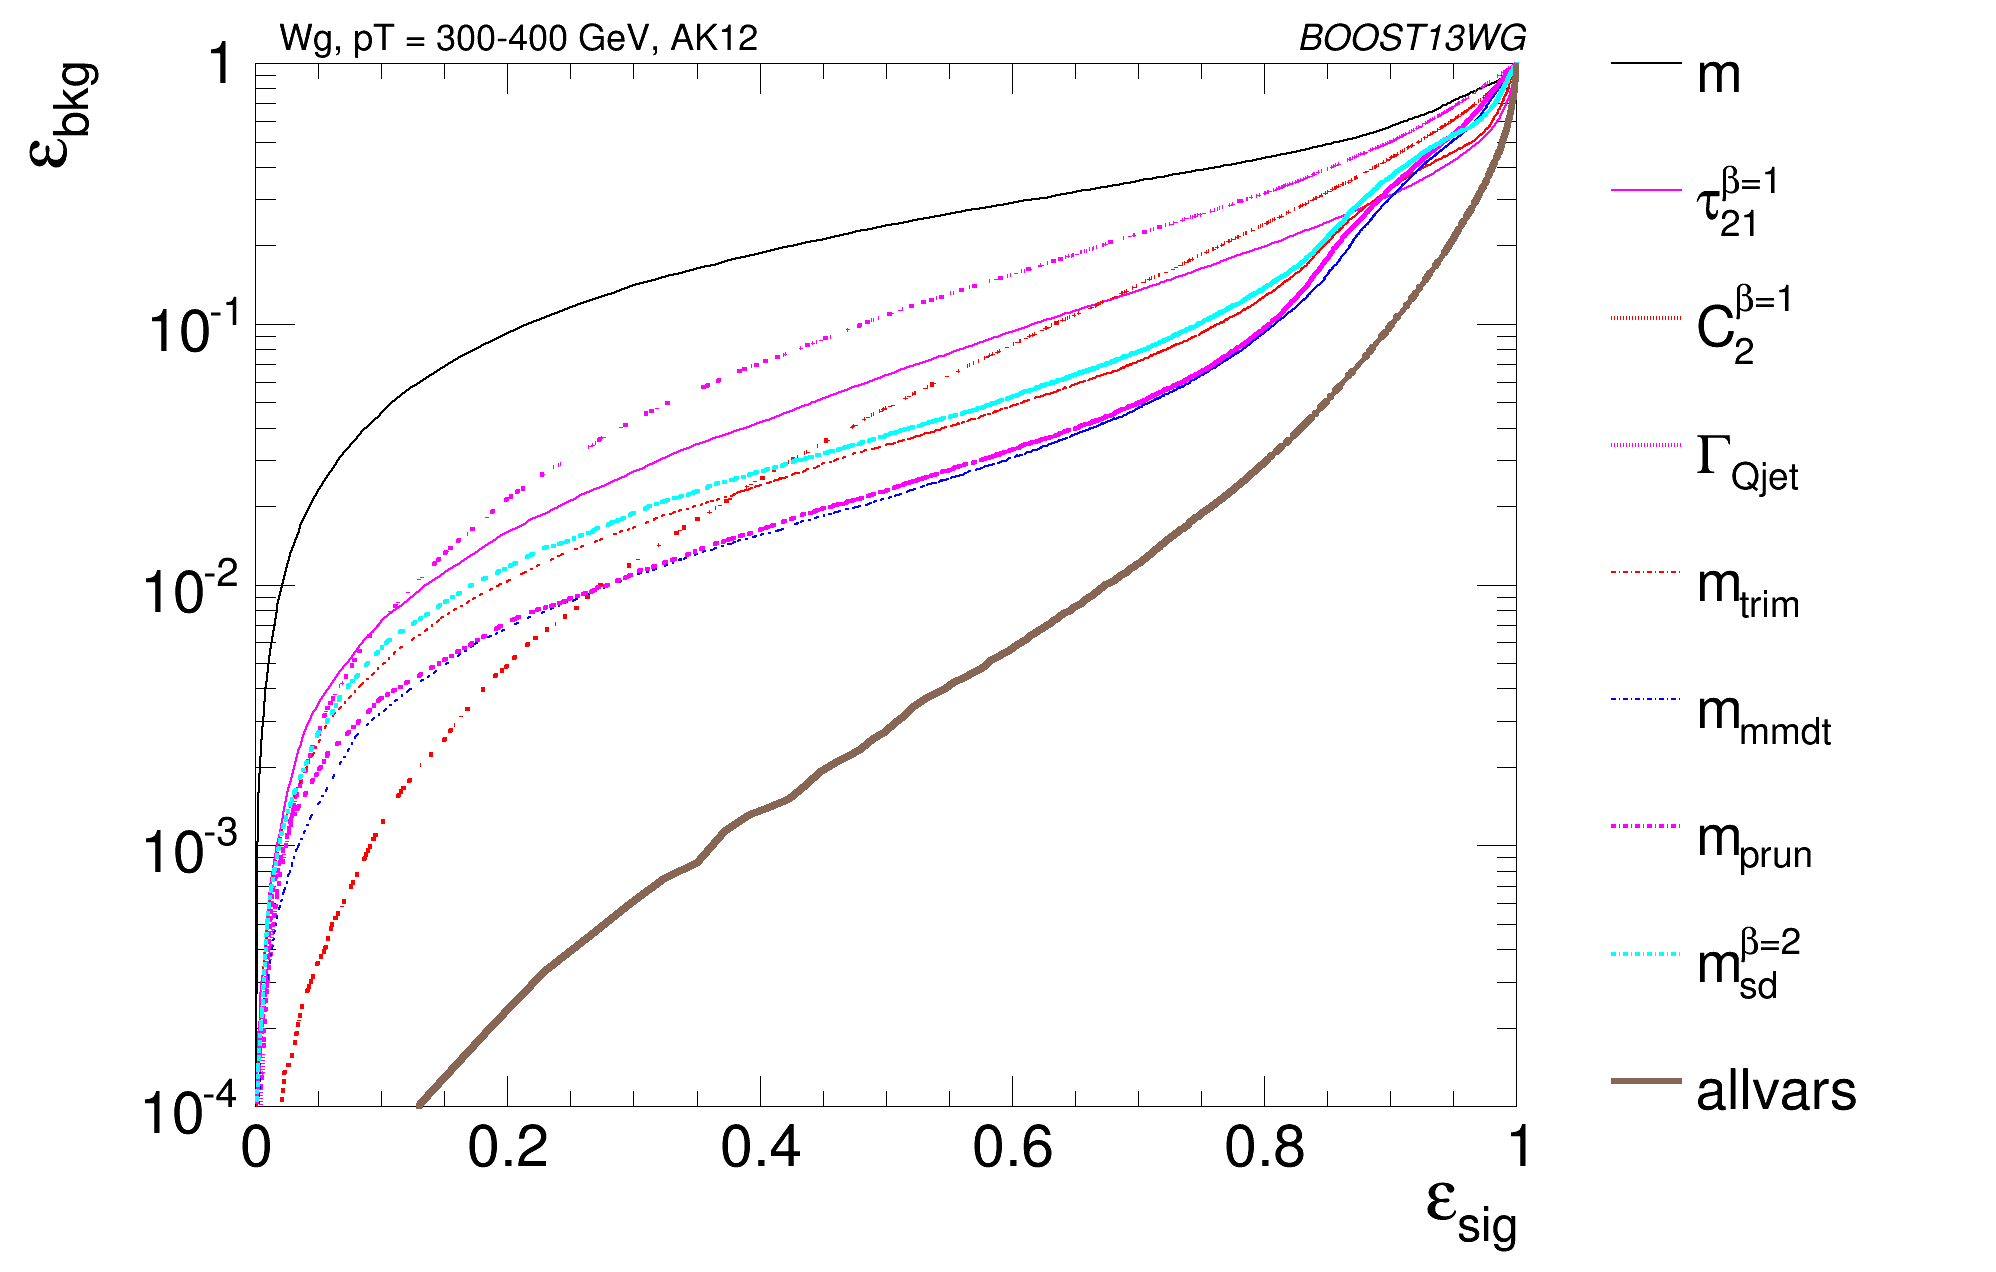 Wg, pT = 300-400 GeV, AK12
BOOST13WG
ε_bkg
1
10^-1
10^-2
10^-3
10^-4
0 0.2 0.4 0.6 0.8 1
ε_sig
m
τ_21^β=1
C_2^β=1
Γ_Qjet
m_trim
m_mmdt
m_prun
m_sd^β=2
allvars